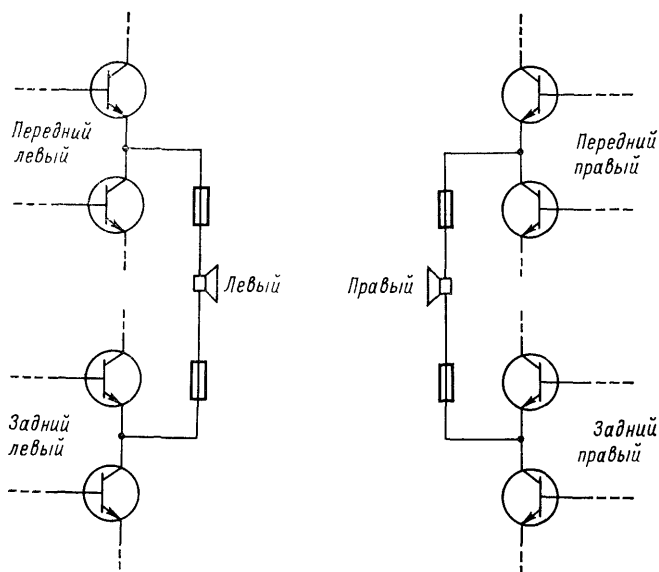 Передний
левый
Передний
правый
Левый
Правый
Задний
левый
Задний
правый